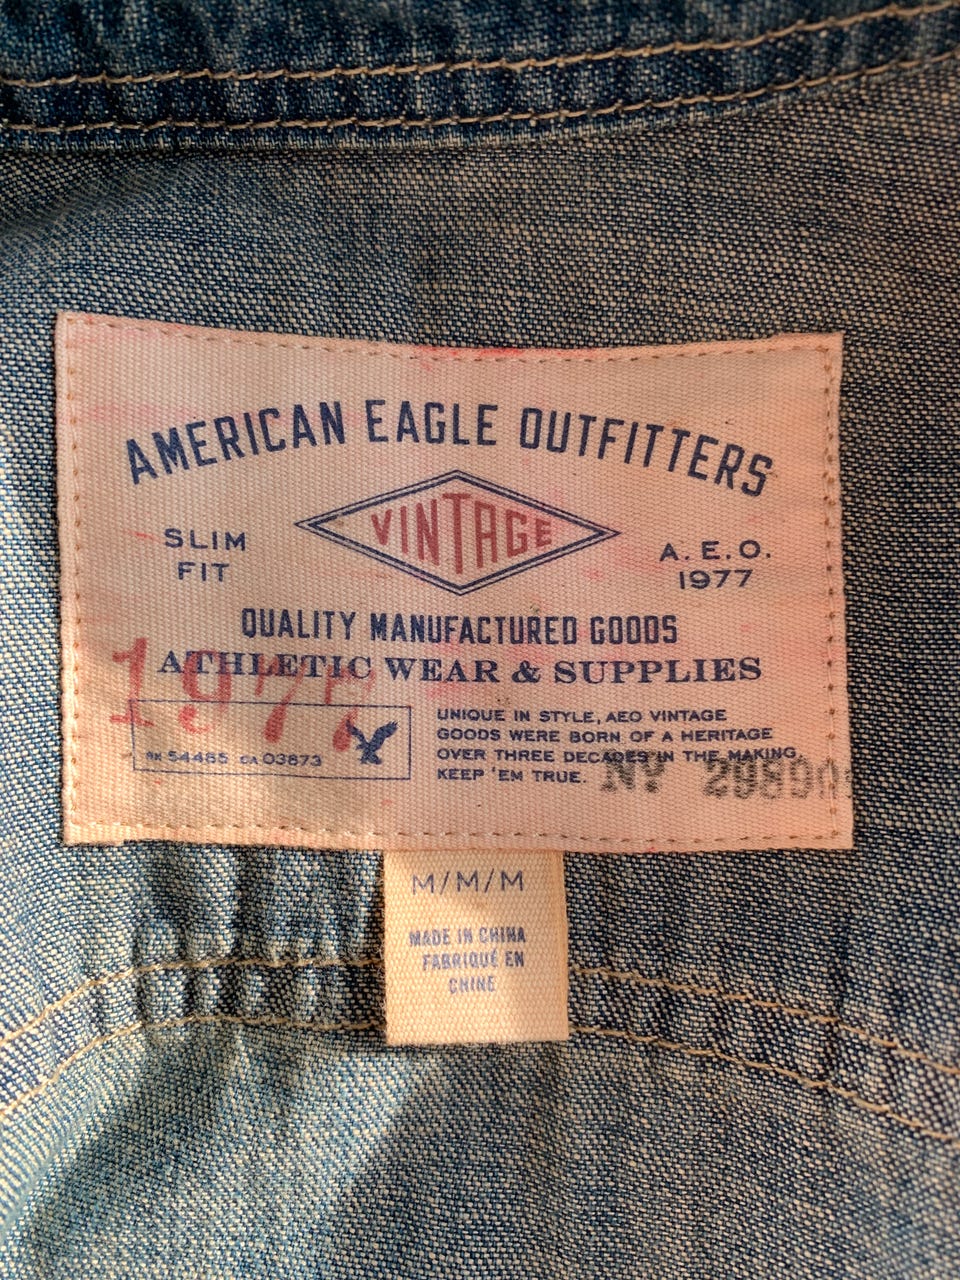 AMERICAN EAGLE OUTFITTERS
VINTAGE
SLIM
FIT
A. E. O.
1977
QUALITY MANUFACTURED GOODS
ATHLETIC WEAR & SUPPLIES
1977
RN 54485 CA 03873
UNIQUE IN STYLE, AEO VINTAGE
GOODS WERE BORN OF A HERITAGE
OVER THREE DECADES IN THE MAKING.
KEEP 'EM TRUE.
M/M/M
MADE IN CHINA
FABRIQUÉ EN
CHINE